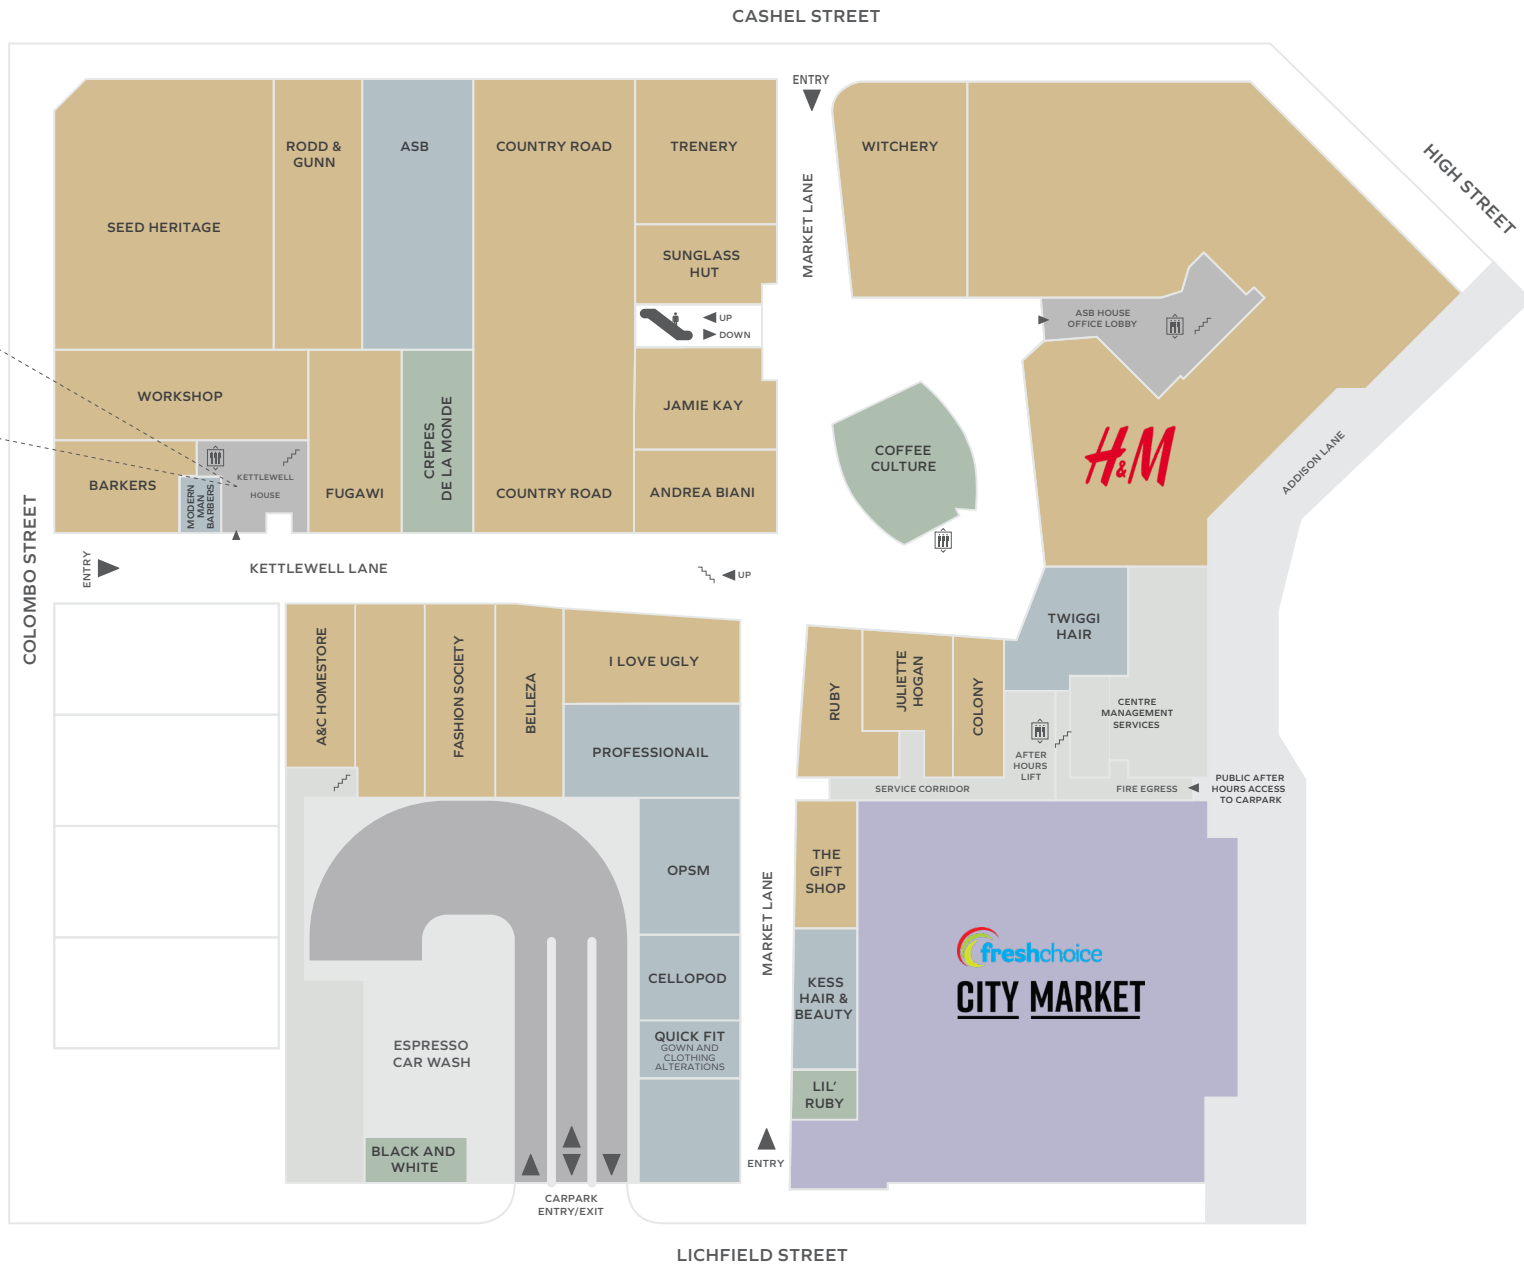 CASHEL STREET
ENTRY
HIGH STREET
RODD &
GUNN
ASB
COUNTRY ROAD
TRENERY
WITCHERY
MARKET LANE
SEED HERITAGE
SUNGLASS
HUT
UP
DOWN
ASB HOUSE
OFFICE LOBBY
WORKSHOP
JAMIE KAY
CREPES
DE LA MONDE
COFFEE
CULTURE
H&M
ADDISON LANE
BARKERS
MODERN
MAN
BARBERS
KETTLEWELL
HOUSE
FUGAWI
COUNTRY ROAD
ANDREA BIANI
COLOMBO STREET
ENTRY
KETTLEWELL LANE
UP
A&C HOMESTORE
FASHION SOCIETY
BELLEZA
I LOVE UGLY
TWIGGI
HAIR
RUBY
JULIETTE
HOGAN
COLONY
CENTRE
MANAGEMENT
SERVICES
PROFESSIONAIL
AFTER
HOURS
LIFT
SERVICE CORRIDOR
FIRE EGRESS
PUBLIC AFTER
HOURS ACCESS
TO CARPARK
OPSM
THE
GIFT
SHOP
MARKET LANE
freshchoice
CITY MARKET
CELLOPOD
KESS
HAIR &
BEAUTY
QUICK FIT
GOWN AND
CLOTHING
ALTERATIONS
ESPRESSO
CAR WASH
LIL'
RUBY
BLACK AND
WHITE
ENTRY
CARPARK
ENTRY/EXIT
LICHFIELD STREET